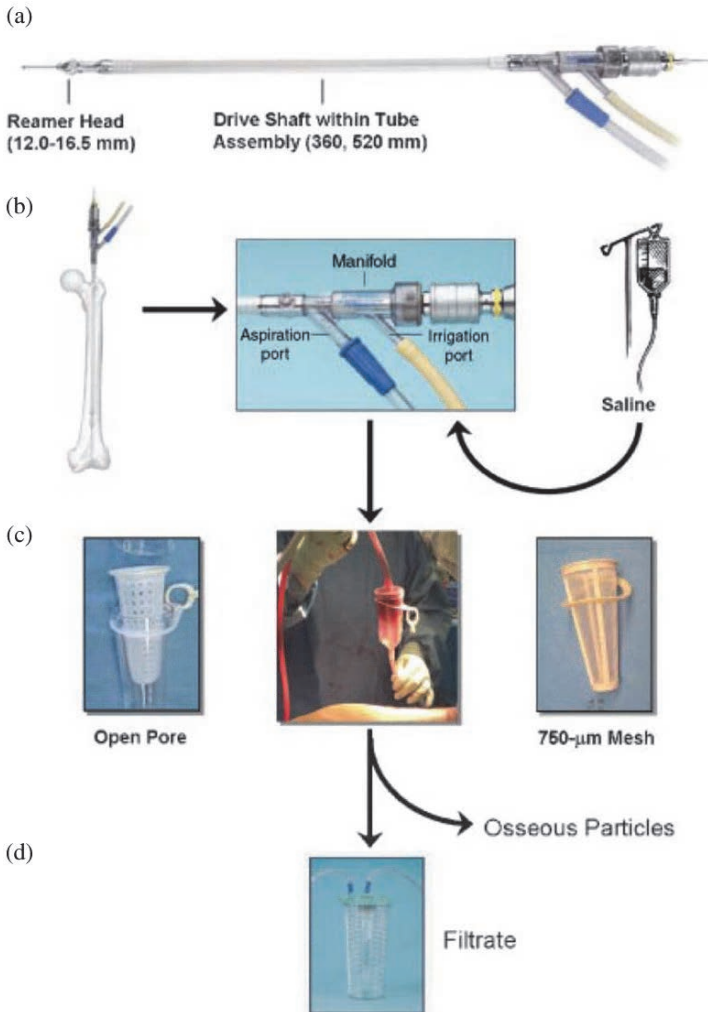 (a)
Reamer Head
(12.0-16.5 mm)
Drive Shaft within Tube
Assembly (360, 520 mm)
(b)
Manifold
Aspiration
port
Irrigation
port
Saline
(c)
Open Pore
750-μm Mesh
Osseous Particles
(d)
Filtrate